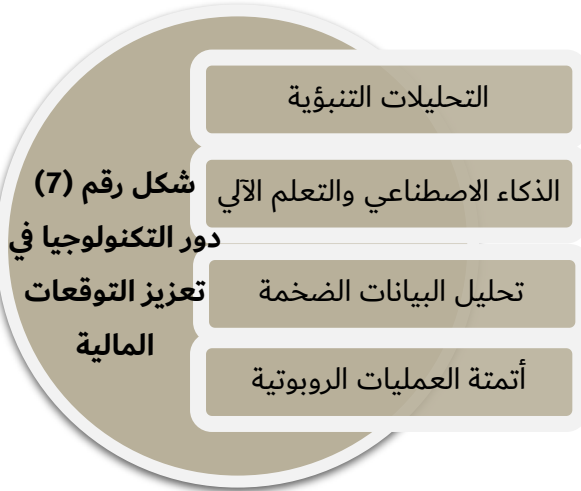 شكل رقم (7)
دور التكنولوجيا في
تعزيز التوقعات
المالية
التحليلات التنبؤية
الذكاء الاصطناعي والتعلم الآلي
تحليل البيانات الضخمة
أتمتة العمليات الروبوتية